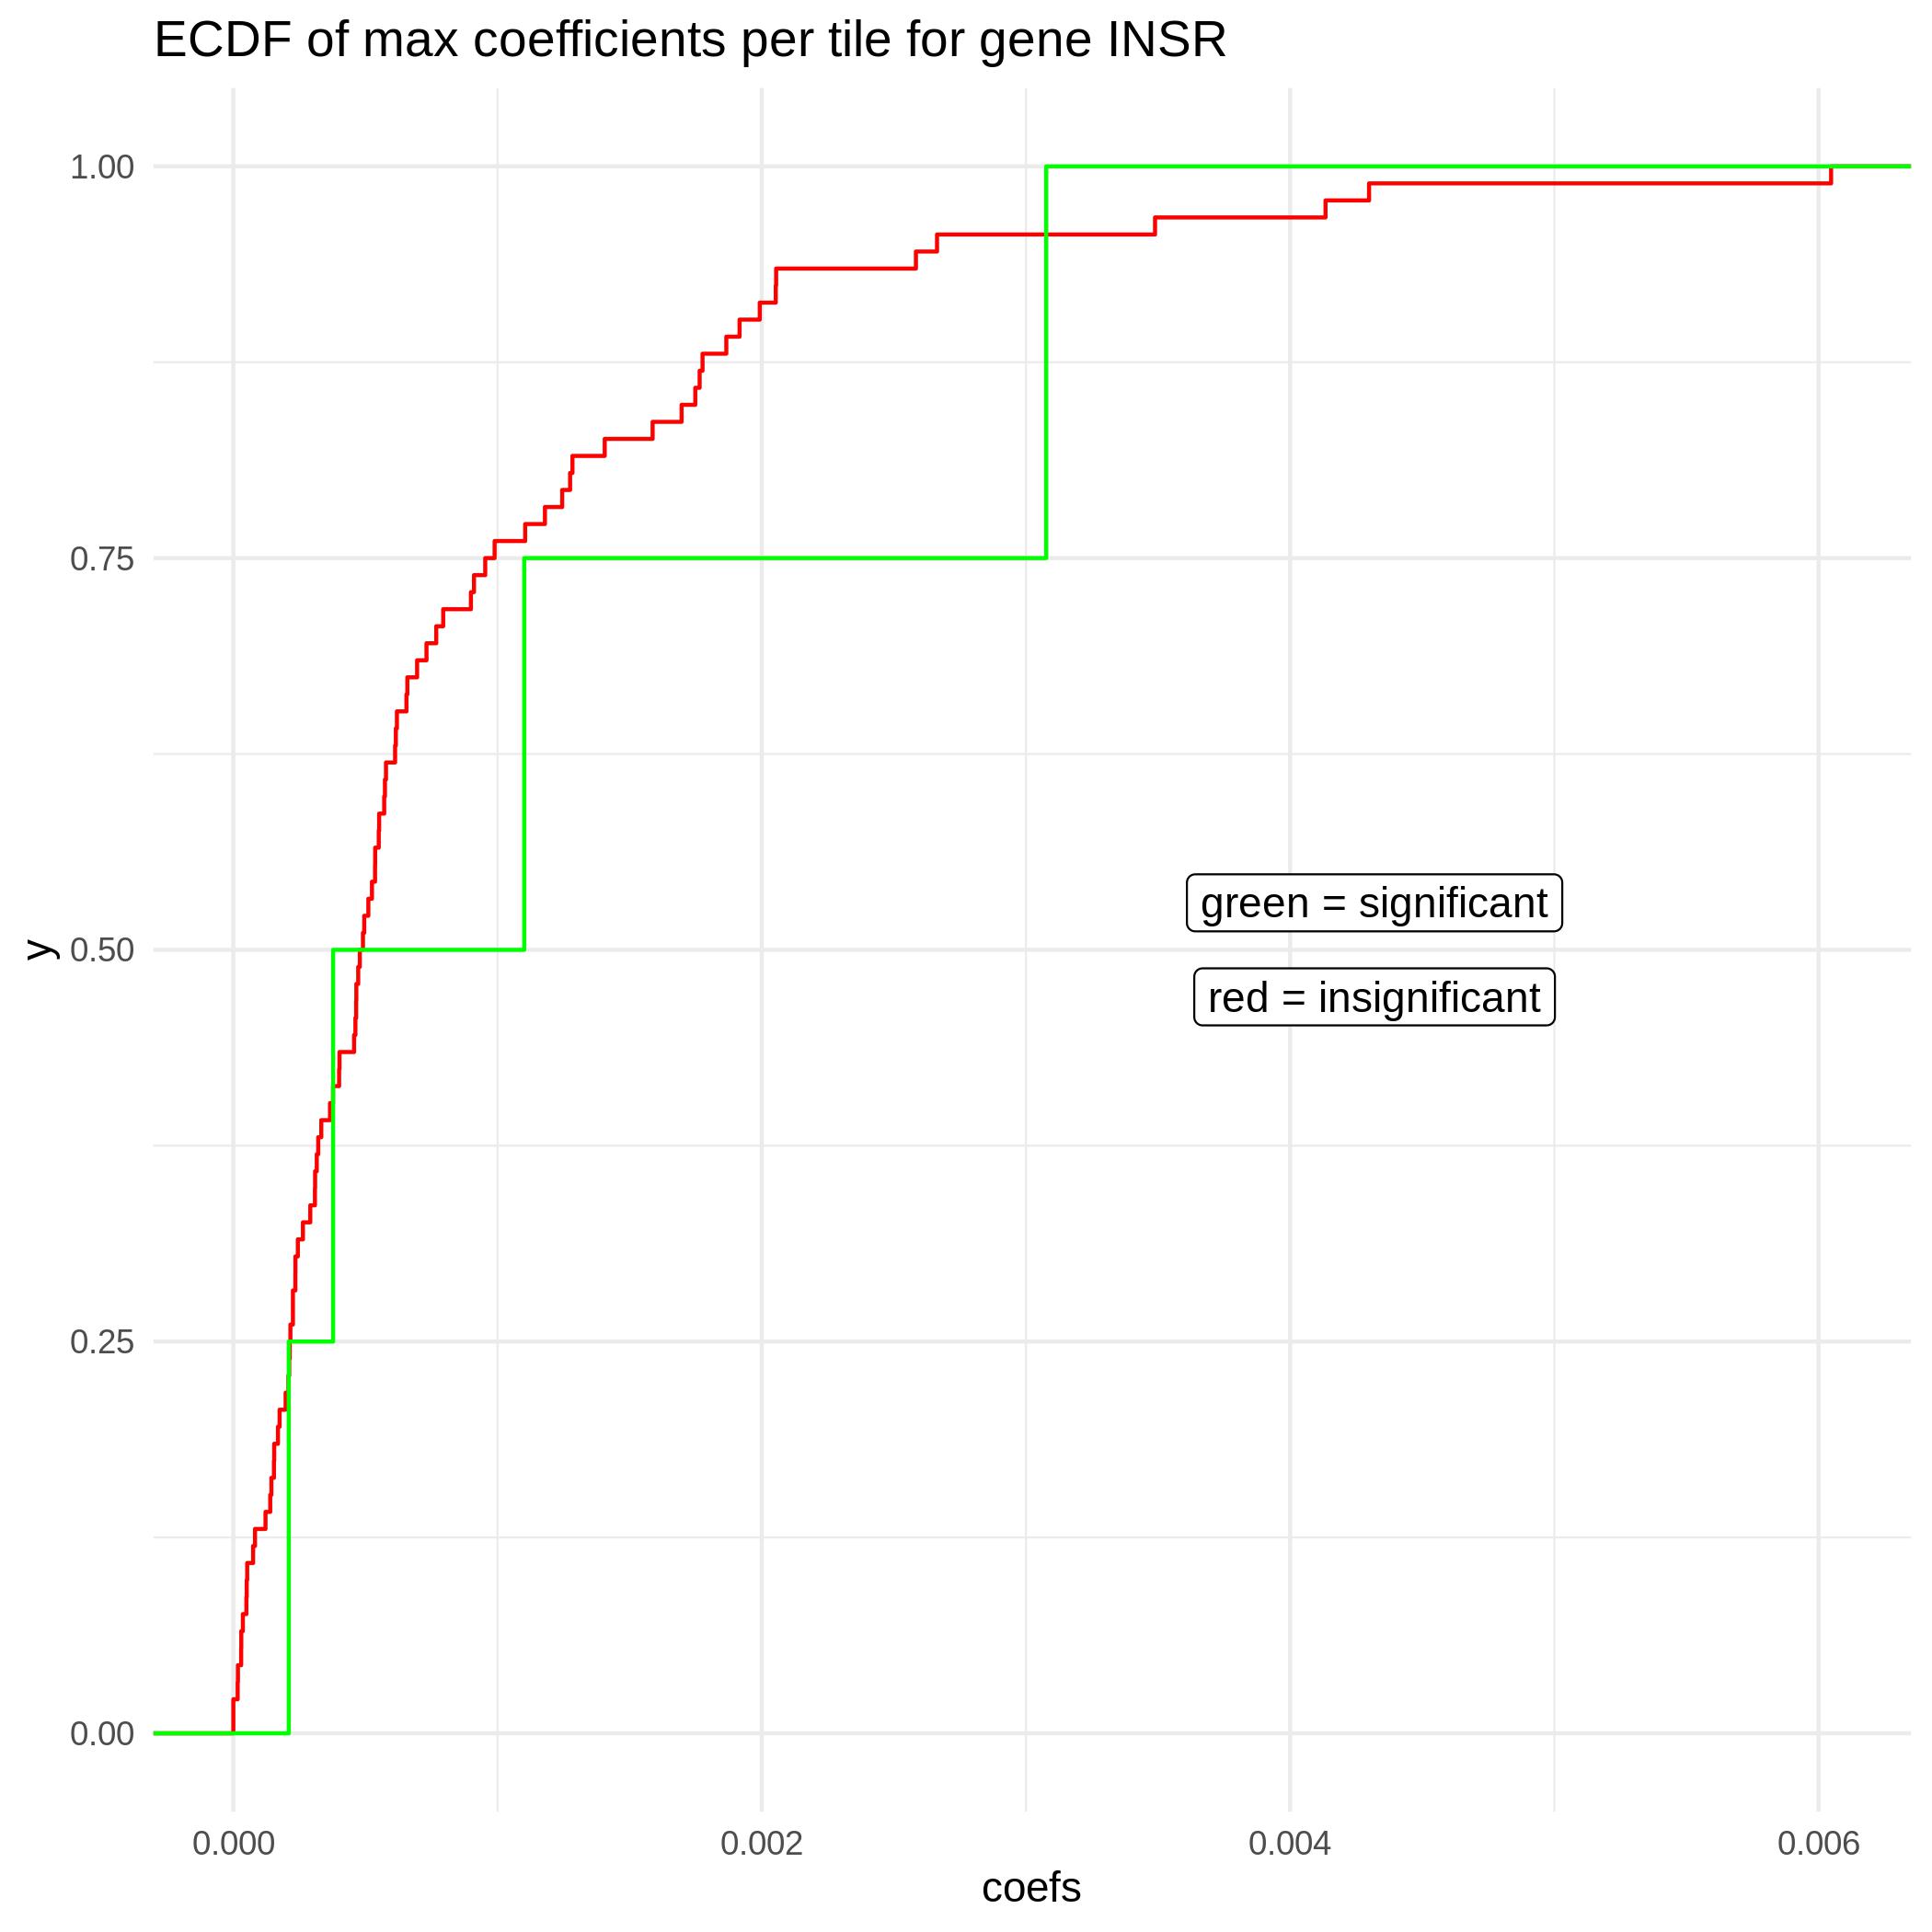 ECDF of max coefficients per tile for gene INSR
1.00
0.75
0.50
0.25
0.00
y
green = significant
red = insignificant
0.000 0.002 0.004 0.006
coefs